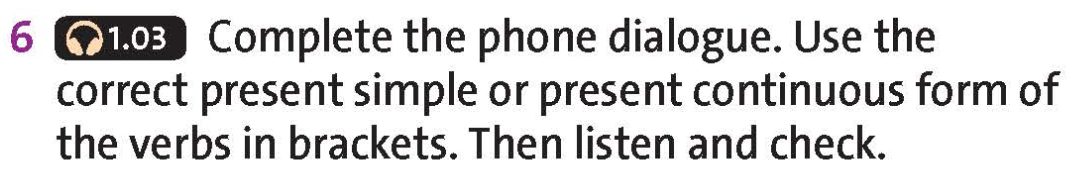 6 1.03 Complete the phone dialogue. Use the
correct present simple or present continuous form of
the verbs in brackets. Then listen and check.